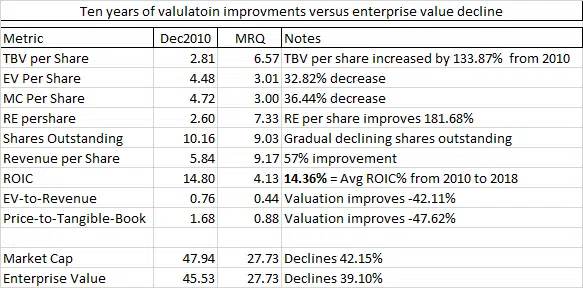 Ten years of valulatoin improvments versus enterprise value decline
Metric Dec2010 MRQ Notes
TBV per Share 2.81 6.57 TBV per share increased by 133.87% from 2010
EV Per Share 4.48 3.01 32.82% decrease
MC Per Share 4.72 3.00 36.44% decrease
RE pershare 2.60 7.33 RE per share improves 181.68%
Shares Outstanding 10.16 9.03 Gradual declining shares outstanding
Revenue per Share 5.84 9.17 57% improvement
ROIC 14.80 4.13 14.36% = Avg ROIC% from 2010 to 2018
EV-to-Revenue 0.76 0.44 Valuation improves -42.11%
Price-to-Tangible-Book 1.68 0.88 Valuation improves -47.62%
Market Cap 47.94 27.73 Declines 42.15%
Enterprise Value 45.53 27.73 Declines 39.10%